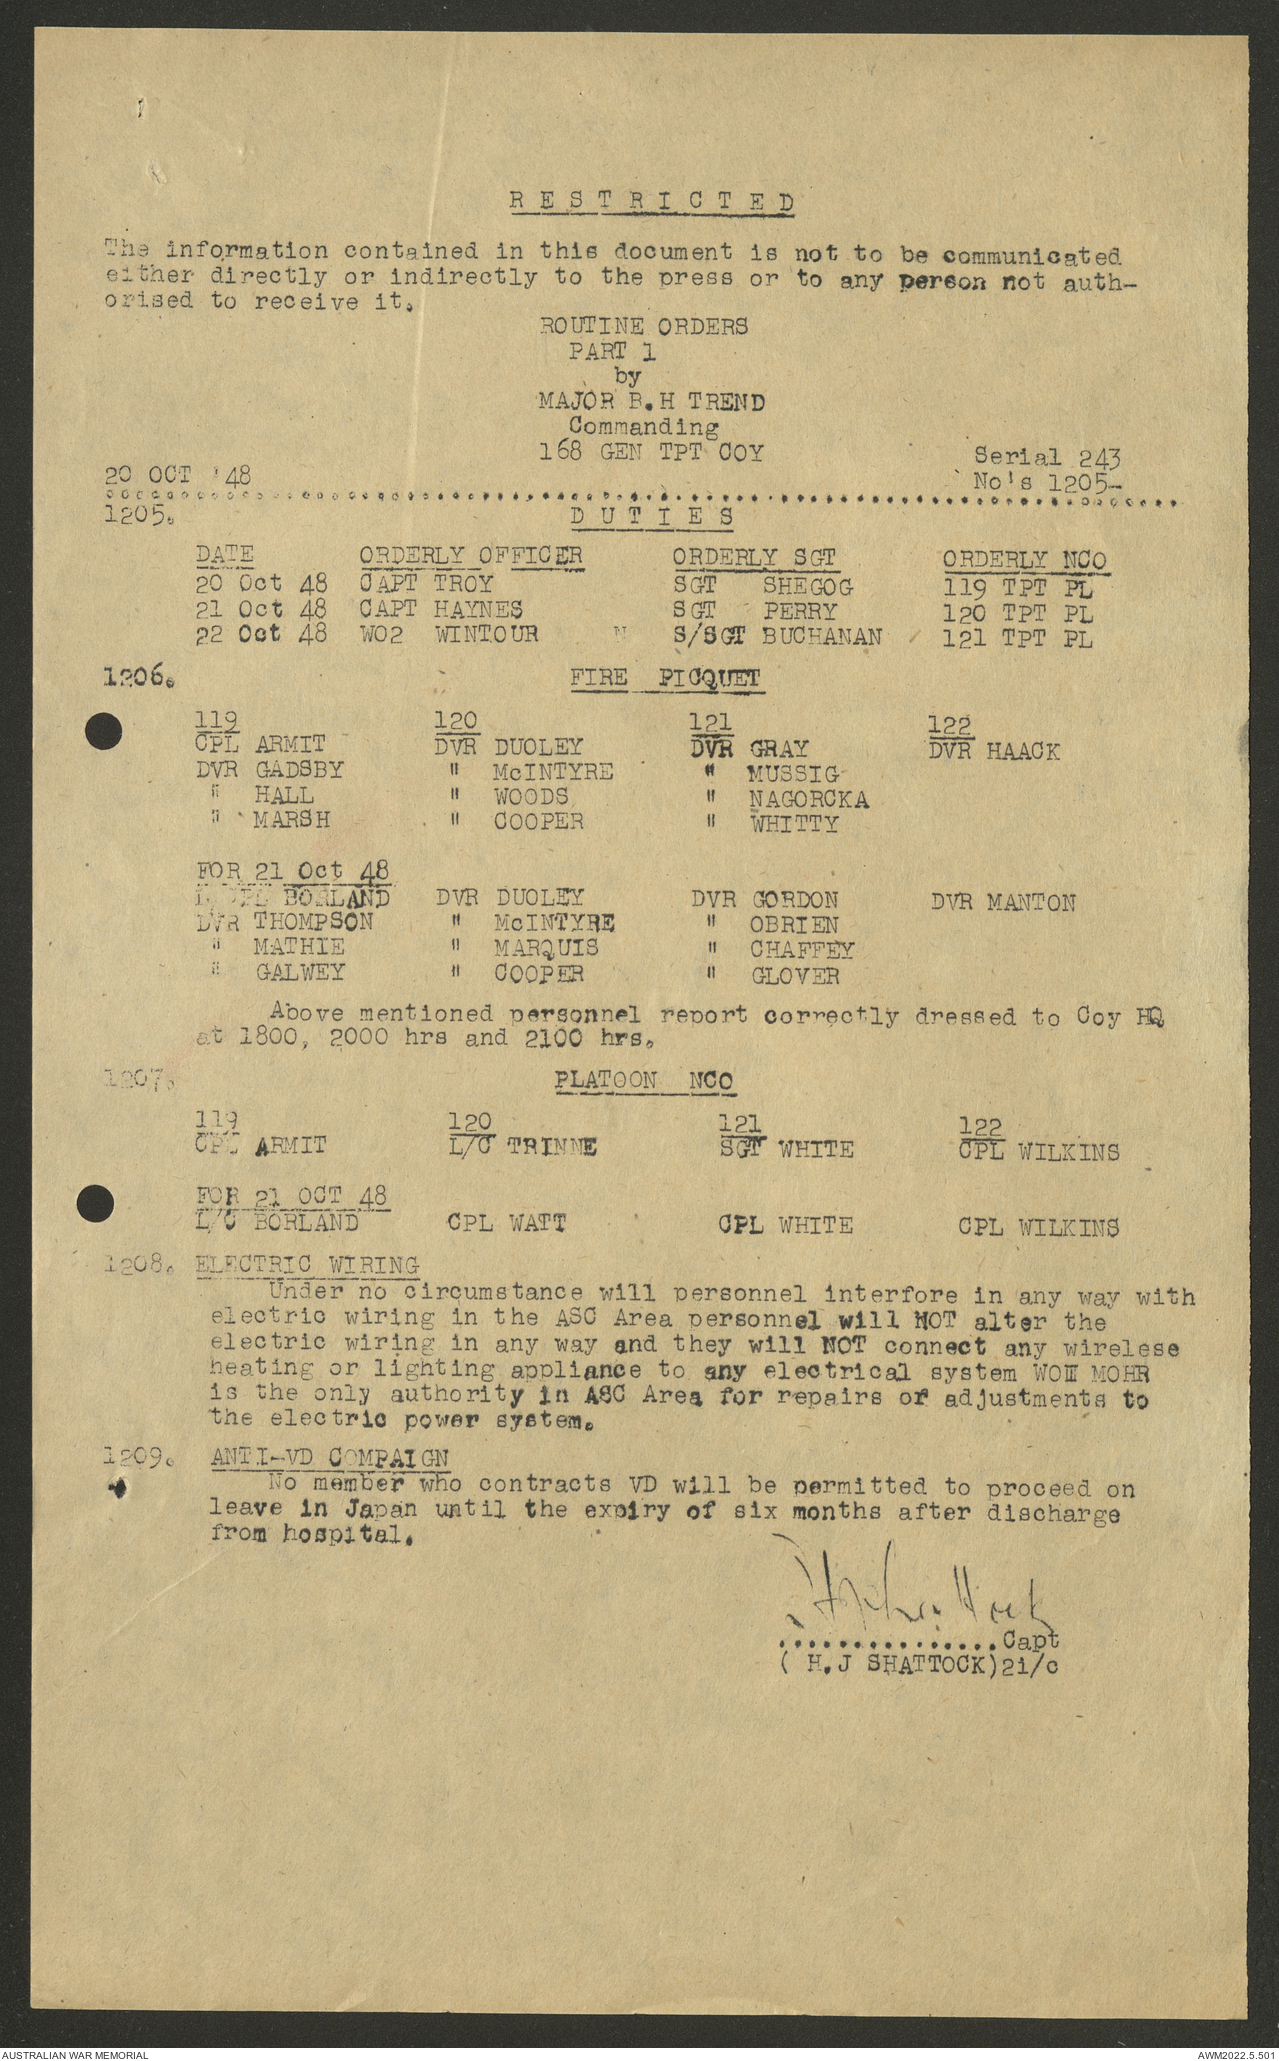 R E S T R I C T E D
The information contained in this document is not to be communicated
either directly or indirectly to the press or to any person not auth-
orised to receive it.
ROUTINE ORDERS
PART 1
by
MAJOR B.H TREND
Commanding
168 GEN TPT COY
Serial 243
20 OCT '48
No's 1205-
1205.
D U T I E S
DATE ORDERLY OFFICER ORDERLY SGT ORDERLY NCO
20 Oct 48 CAPT TROY SGT SHEGOG 119 TPT PL
21 Oct 48 CAPT HAYNES SGT PERRY 120 TPT PL
22 Oct 48 WO2 WINTOUR S/SGT BUCHANAN 121 TPT PL
1206. FIRE PICQUET
119 120 121 122
CPL ARMIT DVR DUOLEY DVR GRAY DVR HAACK
DVR GADSBY " McINTYRE " MUSSIG
" HALL " WOODS " NAGORCKA
" MARSH " COOPER " WHITTY
FOR 21 Oct 48
BORLAND DVR DUOLEY DVR GORDON DVR MANTON
DVR THOMPSON " McINTYRE " OBRIEN
" MATHIE " MARQUIS " CHAFFEY
" GALWEY " COOPER " GLOVER
Above mentioned personnel report correctly dressed to Coy HQ
at 1800, 2000 hrs and 2100 hrs.
1207. PLATOON NCO
119 120 121 122
CPL ARMIT L/C TRINNE SGT WHITE CPL WILKINS
FOR 21 OCT 48
L/C BORLAND CPL WATT CPL WHITE CPL WILKINS
1208. ELECTRIC WIRING
Under no circumstance will personnel interfore in any way with
electric wiring in the ASC Area personnel will NOT alter the
electric wiring in any way and they will NOT connect any wirelese
heating or lighting appliance to any electrical system WOII MOHR
is the only authority in ASC Area for repairs or adjustments to
the electric power system.
1209. ANTI-VD COMPAIGN
No member who contracts VD will be permitted to proceed on
leave in Japan until the expiry of six months after discharge
from hospital.
...............Capt
( H.J SHATTOCK)2i/c
AUSTRALIAN WAR MEMORIAL
AWM2022.5.501